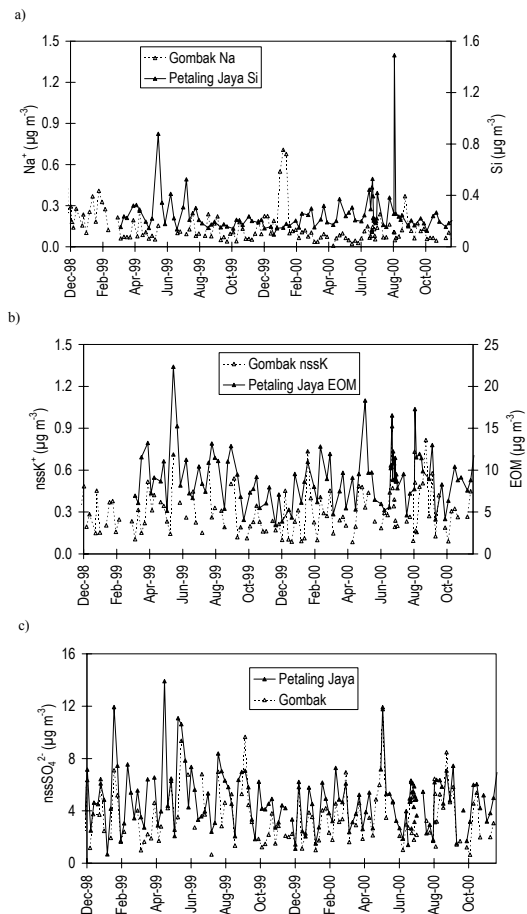 a)
1.5
1.2
0.9
0.6
0.3
0.0
Na⁺ (µg m⁻³)
Gombak Na
Petaling Jaya Si
1.6
1.2
0.8
0.4
0
Si (µg m⁻³)
Dec-98
Feb-99
Apr-99
Jun-99
Aug-99
Oct-99
Dec-99
Feb-00
Apr-00
Jun-00
Aug-00
Oct-00
b)
1.5
1.2
0.9
0.6
0.3
0.0
nssK⁺ (µg m⁻³)
Gombak nssK
Petaling Jaya EOM
25
20
15
10
5
0
EOM (µg m⁻³)
Dec-98
Feb-99
Apr-99
Jun-99
Aug-99
Oct-99
Dec-99
Feb-00
Apr-00
Jun-00
Aug-00
Oct-00
c)
16
12
8
4
0
nssSO₄²⁻ (µg m⁻³)
Petaling Jaya
Gombak
Dec-98
Feb-99
Apr-99
Jun-99
Aug-99
Oct-99
Dec-99
Feb-00
Apr-00
Jun-00
Aug-00
Oct-00